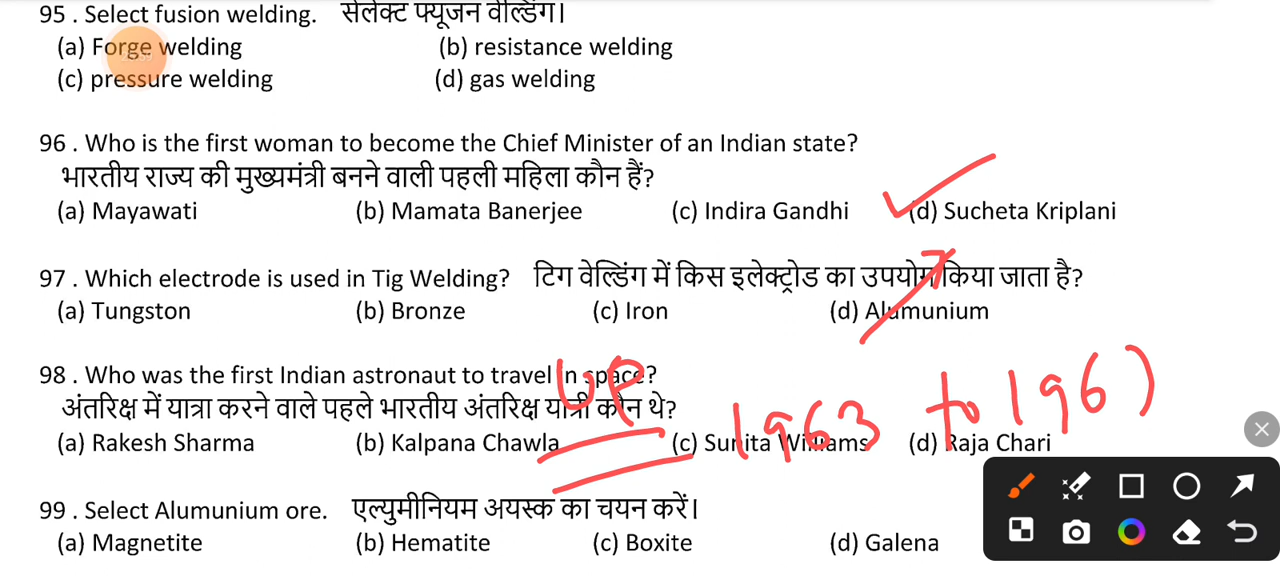 95 . Select fusion welding. सेलेक्ट फ्यूजन वेल्डिंग।
(a) Forge welding (b) resistance welding
(c) pressure welding (d) gas welding
96 . Who is the first woman to become the Chief Minister of an Indian state?
भारतीय राज्य की मुख्यमंत्री बनने वाली पहली महिला कौन हैं?
(a) Mayawati (b) Mamata Banerjee (c) Indira Gandhi (d) Sucheta Kriplani
97 . Which electrode is used in Tig Welding? टिग वेल्डिंग में किस इलेक्ट्रोड का उपयोग किया जाता है?
(a) Tungston (b) Bronze (c) Iron (d) Alumunium
98 . Who was the first Indian astronaut to travel in space?
UP
अंतरिक्ष में यात्रा करने वाले पहले भारतीय अंतरिक्ष यात्री कौन थे?
1963 to 196
(a) Rakesh Sharma (b) Kalpana Chawla (c) Sunita Williams (d) Raja Chari
99 . Select Alumunium ore. एल्युमीनियम अयस्क का चयन करें।
(a) Magnetite (b) Hematite (c) Boxite (d) Galena